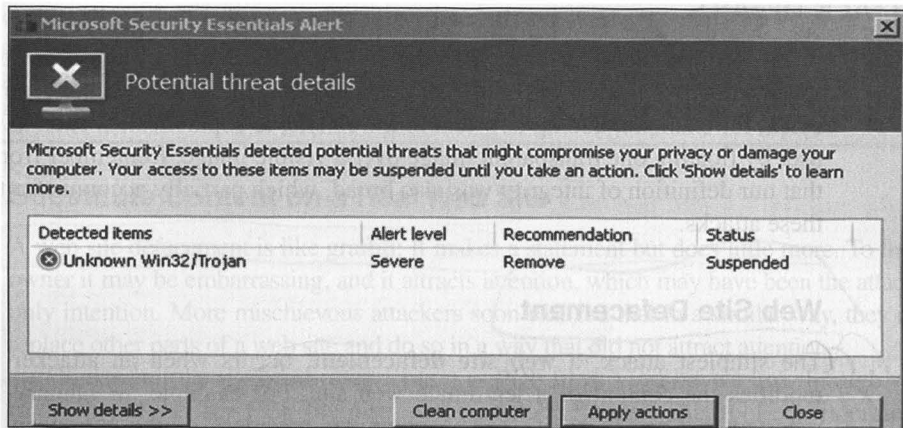 Microsoft Security Essentials Alert
Potential threat details
Microsoft Security Essentials detected potential threats that might compromise your privacy or damage your
computer. Your access to these items may be suspended until you take an action. Click 'Show details' to learn
more.
Detected items Alert level Recommendation Status
Unknown Win32/Trojan Severe Remove Suspended
Show details >> Clean computer Apply actions Close